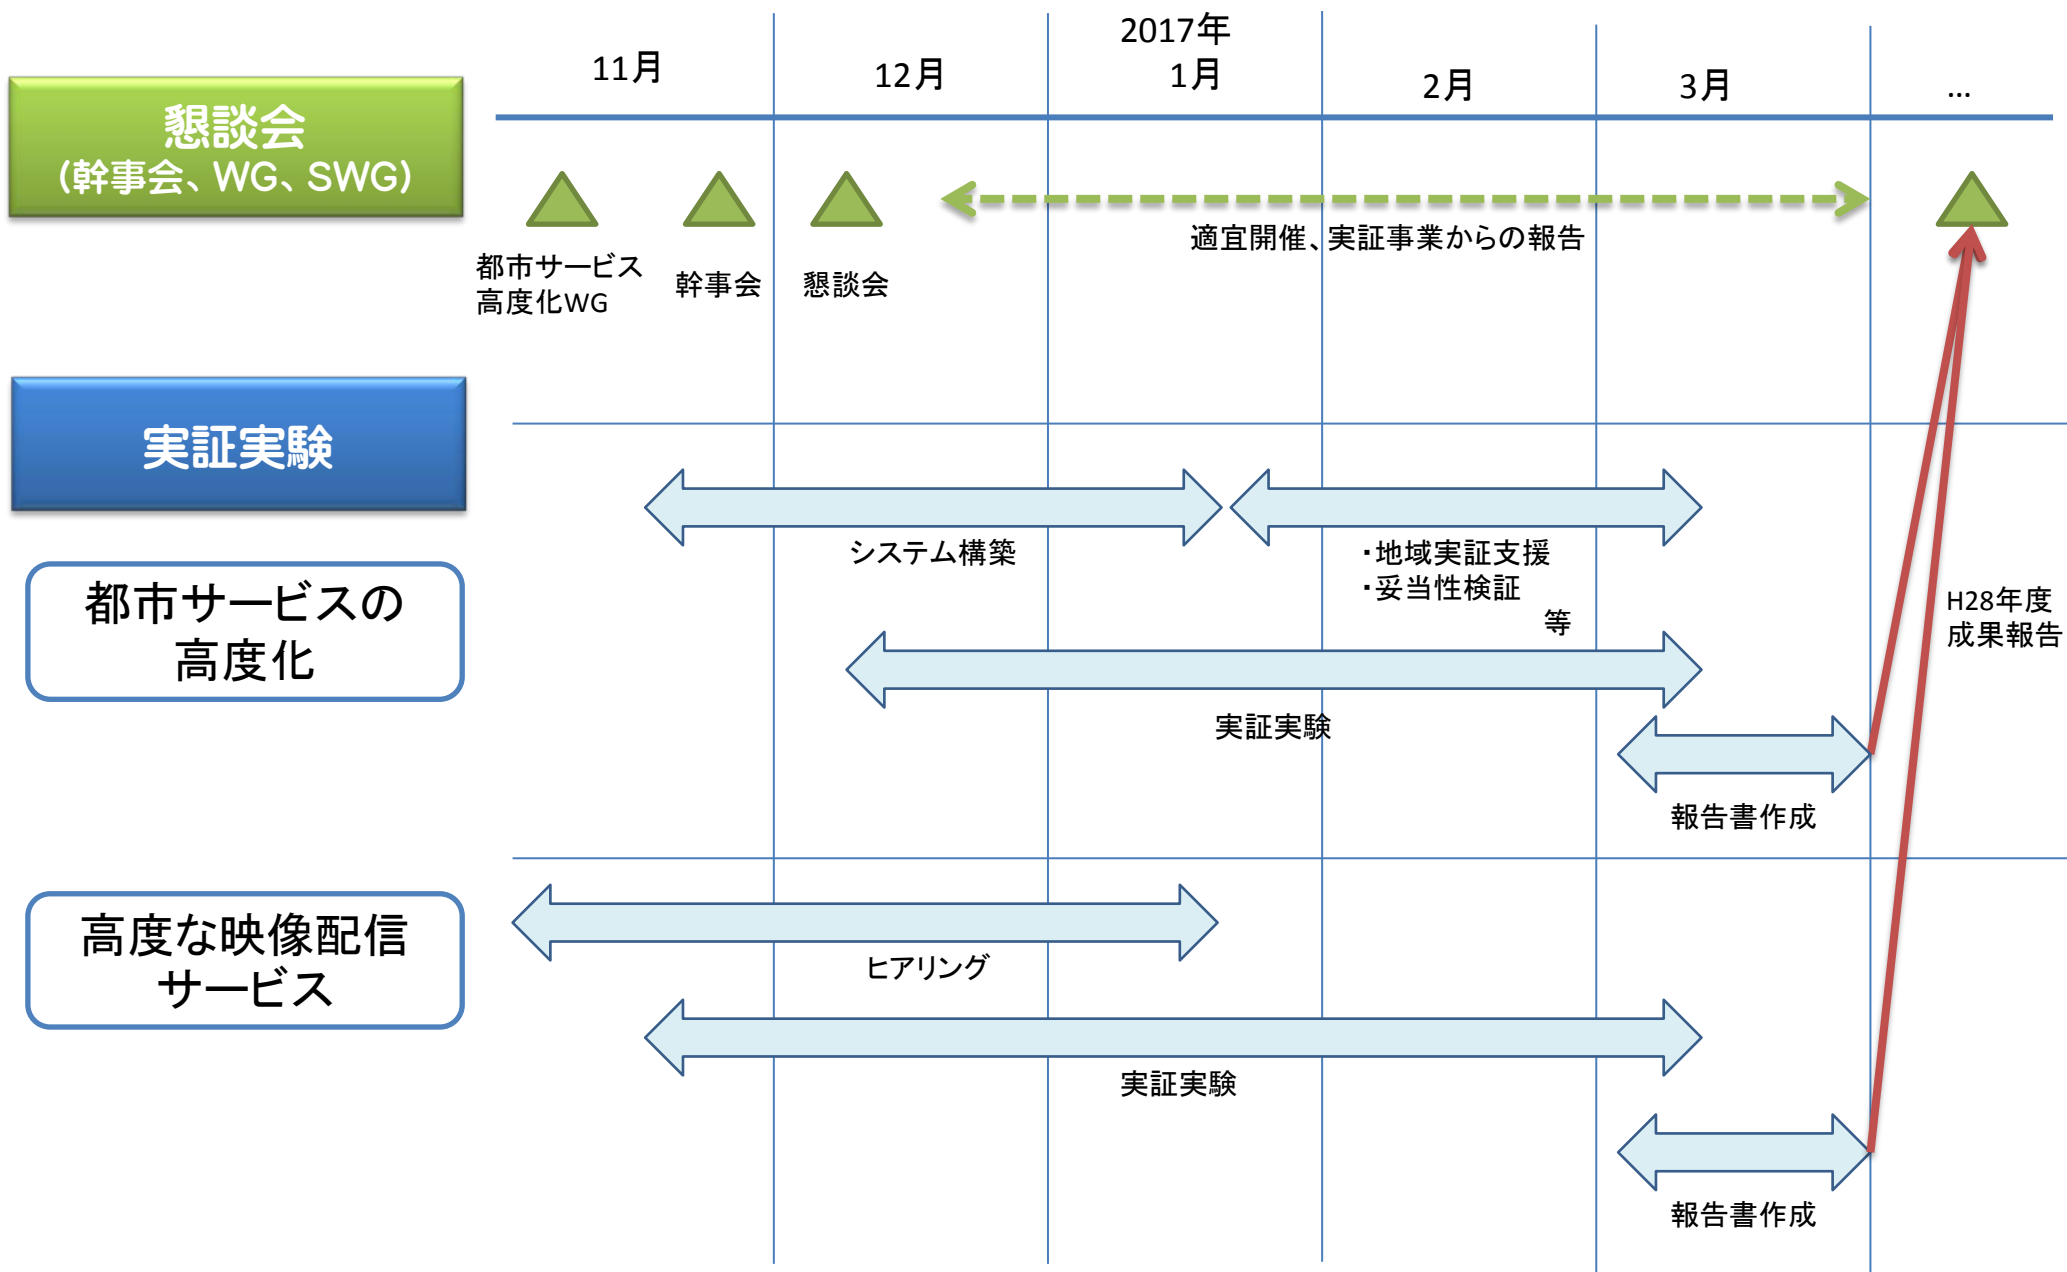 2017年
11月
12月
1月
2月
3月
…
懇談会
(幹事会、WG、SWG)
適宜開催、実証事業からの報告
都市サービス
高度化WG
幹事会
懇談会
実証実験
システム構築
・地域実証支援
・妥当性検証
等
都市サービスの
高度化
H28年度
成果報告
実証実験
報告書作成
高度な映像配信
サービス
ヒアリング
実証実験
報告書作成